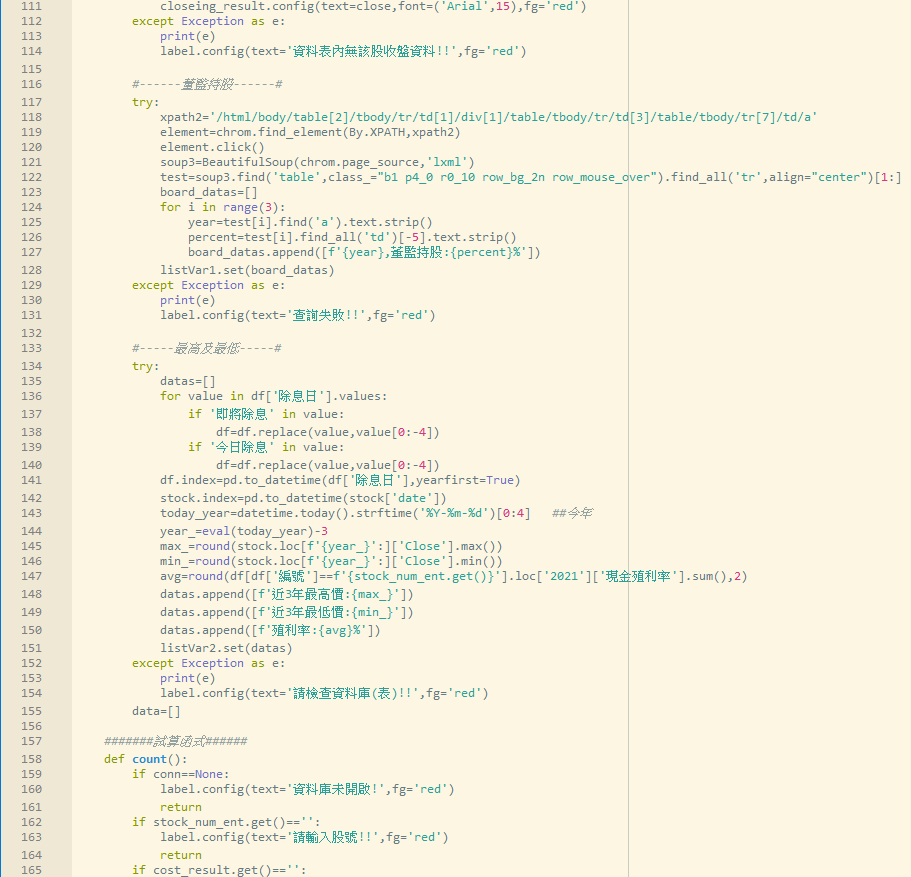 111 closeing_result.config(text=close,font=('Arial',15),fg='red')
112 except Exception as e:
113 print(e)
114 label.config(text='資料表內無該股收盤資料!!',fg='red')
115
116 #------董監持股------#
117 try:
118 xpath2='/html/body/table[2]/tbody/tr/td[1]/div[1]/table/tbody/tr/td[3]/table/tbody/tr[7]/td/a'
119 element=chrom.find_element(By.XPATH,xpath2)
120 element.click()
121 soup3=BeautifulSoup(chrom.page_source,'lxml')
122 test=soup3.find('table',class_="b1 p4_0 r0_10 row_bg_2n row_mouse_over").find_all('tr',align="center")[1:]
123 board_datas=[]
124 for i in range(3):
125 year=test[i].find('a').text.strip()
126 percent=test[i].find_all('td')[-5].text.strip()
127 board_datas.append([f'{year},董監持股:{percent}%'])
128 listVar1.set(board_datas)
129 except Exception as e:
130 print(e)
131 label.config(text='查詢失敗!!',fg='red')
132
133 #-----最高及最低-----#
134 try:
135 datas=[]
136 for value in df['除息日'].values:
137 if '即將除息' in value:
138 df=df.replace(value,value[0:-4])
139 if '今日除息' in value:
140 df=df.replace(value,value[0:-4])
141 df.index=pd.to_datetime(df['除息日'],yearfirst=True)
142 stock.index=pd.to_datetime(stock['date'])
143 today_year=datetime.today().strftime('%Y-%m-%d')[0:4] ##今年
144 year_=eval(today_year)-3
145 max_=round(stock.loc[f'{year_}':]['Close'].max())
146 min_=round(stock.loc[f'{year_}':]['Close'].min())
147 avg=round(df[df['編號']==f'{stock_num_ent.get()}'].loc['2021']['現金殖利率'].sum(),2)
148 datas.append([f'近3年最高價:{max_}'])
149 datas.append([f'近3年最低價:{min_}'])
150 datas.append([f'殖利率:{avg}%'])
151 listVar2.set(datas)
152 except Exception as e:
153 print(e)
154 label.config(text='請檢查資料庫(表)!!',fg='red')
155 data=[]
156
157 #######試算函式######
158 def count():
159 if conn==None:
160 label.config(text='資料庫未開啟!',fg='red')
161 return
162 if stock_num_ent.get()=='':
163 label.config(text='請輸入股號!!',fg='red')
164 return
165 if cost_result.get()=='':